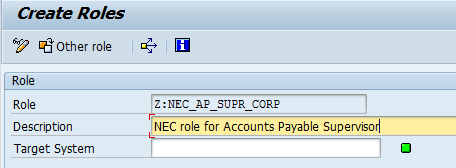 Create Roles
Other role
Role
Role Z:NEC_AP_SUPR_CORP
Description NEC role for Accounts Payable Supervisor
Target System